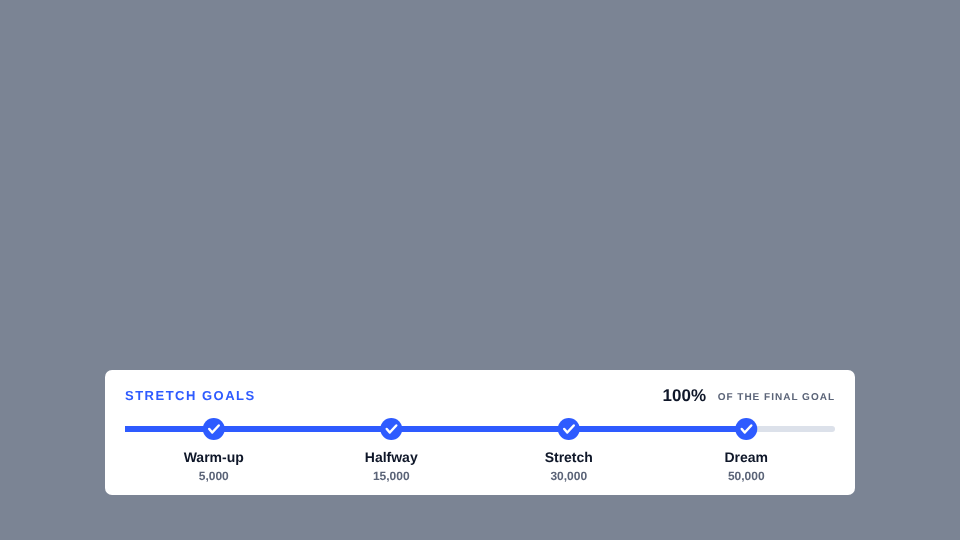 STRETCH GOALS
100% OF THE FINAL GOAL
Warm-up Halfway Stretch Dream
5,000 15,000 30,000 50,000